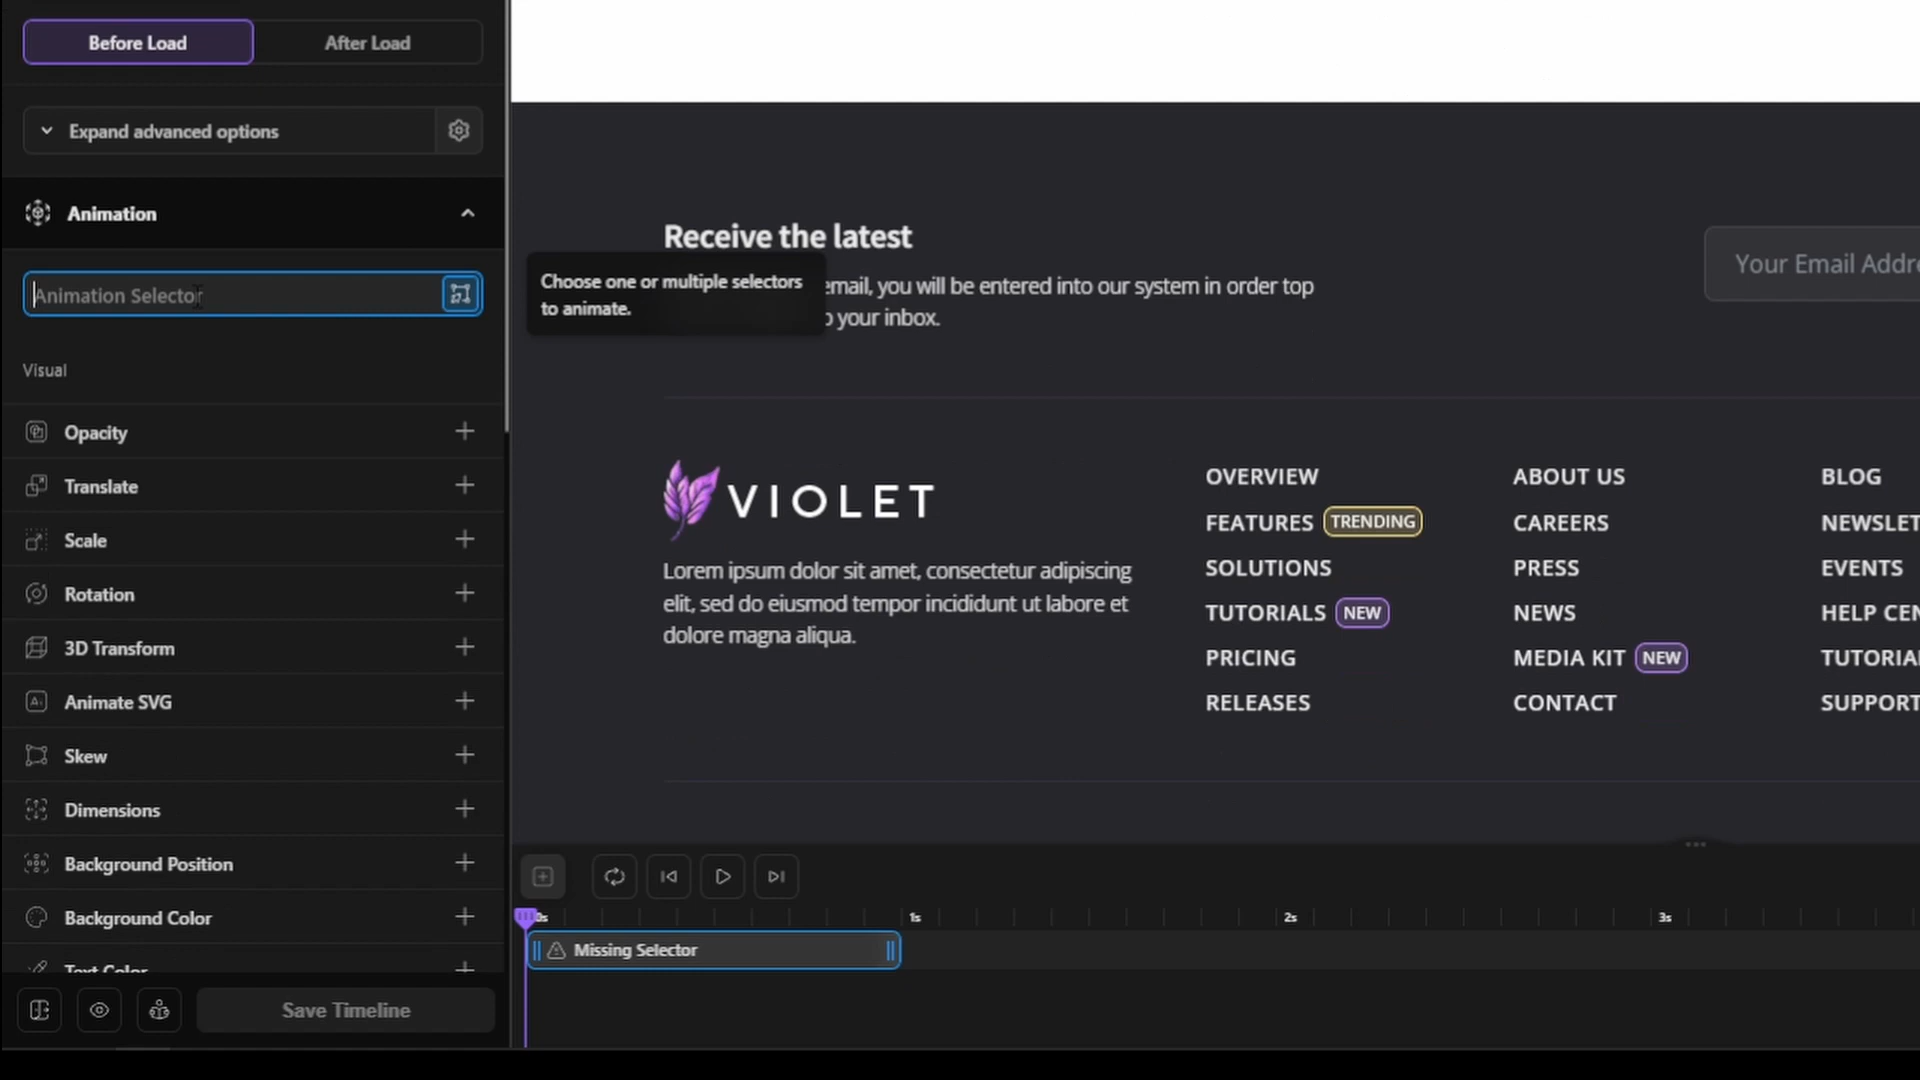 Before Load
After Load
Expand advanced options
Animation
Animation Selector
Visual
Opacity
Translate
Scale
Rotation
3D Transform
Animate SVG
Skew
Dimensions
Background Position
Background Color
Text Color
Save Timeline
Receive the latest
email, you will be entered into our system in order top
your inbox.
Choose one or multiple selectors
to animate.
Your Email Addre
VIOLET
Lorem ipsum dolor sit amet, consectetur adipiscing
elit, sed do eiusmod tempor incididunt ut labore et
dolore magna aliqua.
OVERVIEW
FEATURES TRENDING
SOLUTIONS
TUTORIALS NEW
PRICING
RELEASES
ABOUT US
CAREERS
PRESS
NEWS
MEDIA KIT NEW
CONTACT
BLOG
NEWSLET
EVENTS
HELP CEN
TUTORIA
SUPPORT
0s 1s 2s 3s
Missing Selector